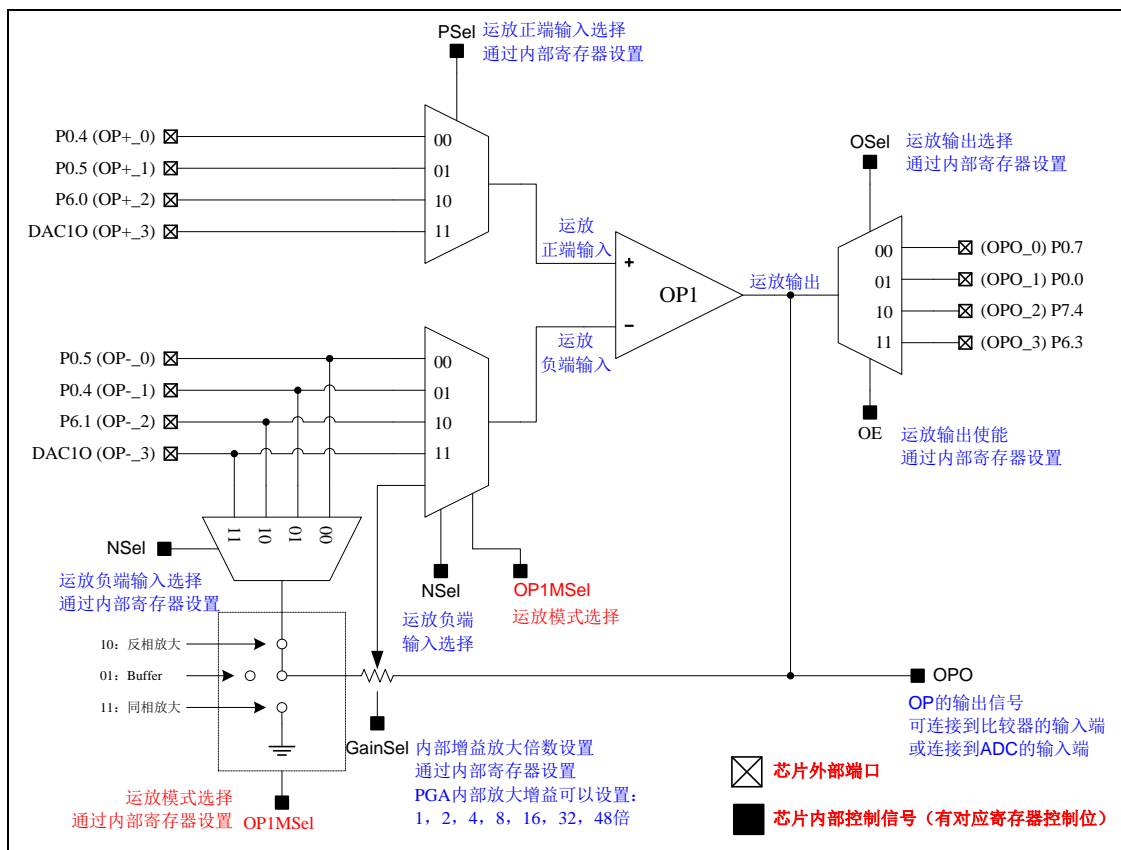 PSel
运放正端输入选择
通过内部寄存器设置
P0.4 (OP+_0)
P0.5 (OP+_1)
P6.0 (OP+_2)
DAC1O (OP+_3)
00
01
10
11
运放
正端输入
OP1
+
−
运放输出
OSel
运放输出选择
通过内部寄存器设置
00
01
10
11
(OPO_0) P0.7
(OPO_1) P0.0
(OPO_2) P7.4
(OPO_3) P6.3
OE
运放输出使能
通过内部寄存器设置
P0.5 (OP-_0)
P0.4 (OP-_1)
P6.1 (OP-_2)
DAC1O (OP-_3)
00
01
10
11
运放
负端输入
11
10
01
00
NSel
运放负端输入选择
通过内部寄存器设置
NSel
运放负端
输入选择
OP1MSel
运放模式选择
10：反相放大
01：Buffer
11：同相放大
运放模式选择
通过内部寄存器设置
OP1MSel
GainSel
内部增益放大倍数设置
通过内部寄存器设置
PGA内部放大增益可以设置：
1，2，4，8，16，32，48倍
OPO
OP的输出信号
可连接到比较器的输入端
或连接到ADC的输入端
芯片外部端口
芯片内部控制信号（有对应寄存器控制位）